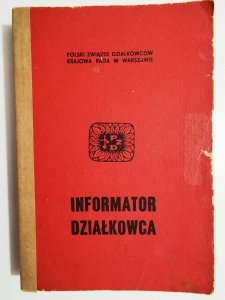 POLSKI ZWIĄZEK DZIAŁKOWCÓW
KRAJOWA RADA W WARSZAWIE
INFORMATOR
DZIAŁKOWCA